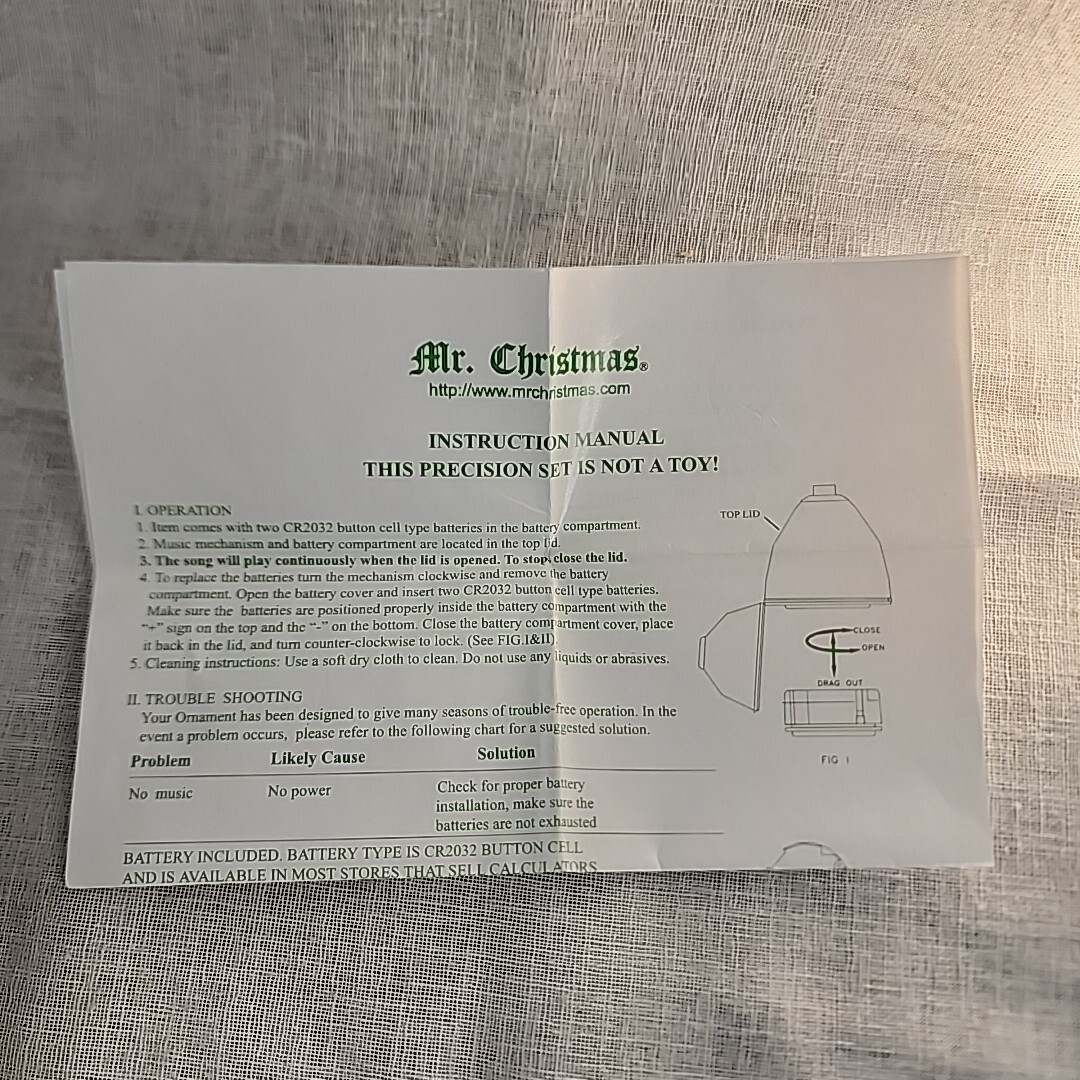 Mr. Christmas®
http://www.mrchristmas.com
INSTRUCTION MANUAL
THIS PRECISION SET IS NOT A TOY!
I. OPERATION
1. Item comes with two CR2032 button cell type batteries in the battery compartment.
2. Music mechanism and battery compartment are located in the top lid.
3. The song will play continuously when the lid is opened. To stop, close the lid.
4. To replace the batteries turn the mechanism clockwise and remove the battery
compartment. Open the battery cover and insert two CR2032 button cell type batteries.
Make sure the batteries are positioned properly inside the battery compartment with the
"+" sign on the top and the "-" on the bottom. Close the battery compartment cover, place
it back in the lid, and turn counter-clockwise to lock. (See FIG.I&II).
5. Cleaning instructions: Use a soft dry cloth to clean. Do not use any liquids or abrasives.
II. TROUBLE SHOOTING
Your Ornament has been designed to give many seasons of trouble-free operation. In the
event a problem occurs, please refer to the following chart for a suggested solution.
Problem Likely Cause Solution
No music No power Check for proper battery
installation, make sure the
batteries are not exhausted
BATTERY INCLUDED. BATTERY TYPE IS CR2032 BUTTON CELL
AND IS AVAILABLE IN MOST STORES THAT SELL CALCULATORS
TOP LID
CLOSE
OPEN
DRAG OUT
FIG I